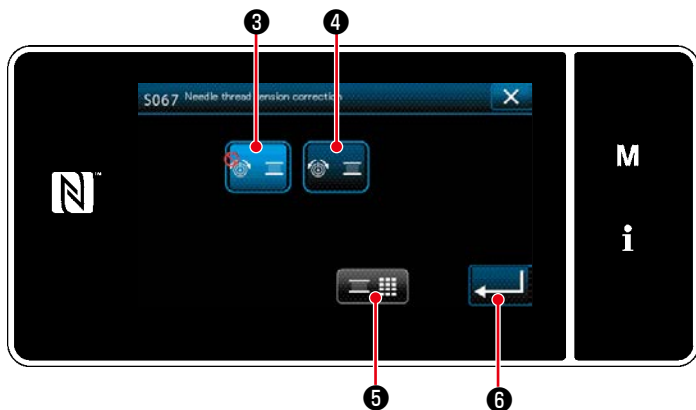 ❸ ❹
S067 Needle thread tension correction
M
i
❺ ❻